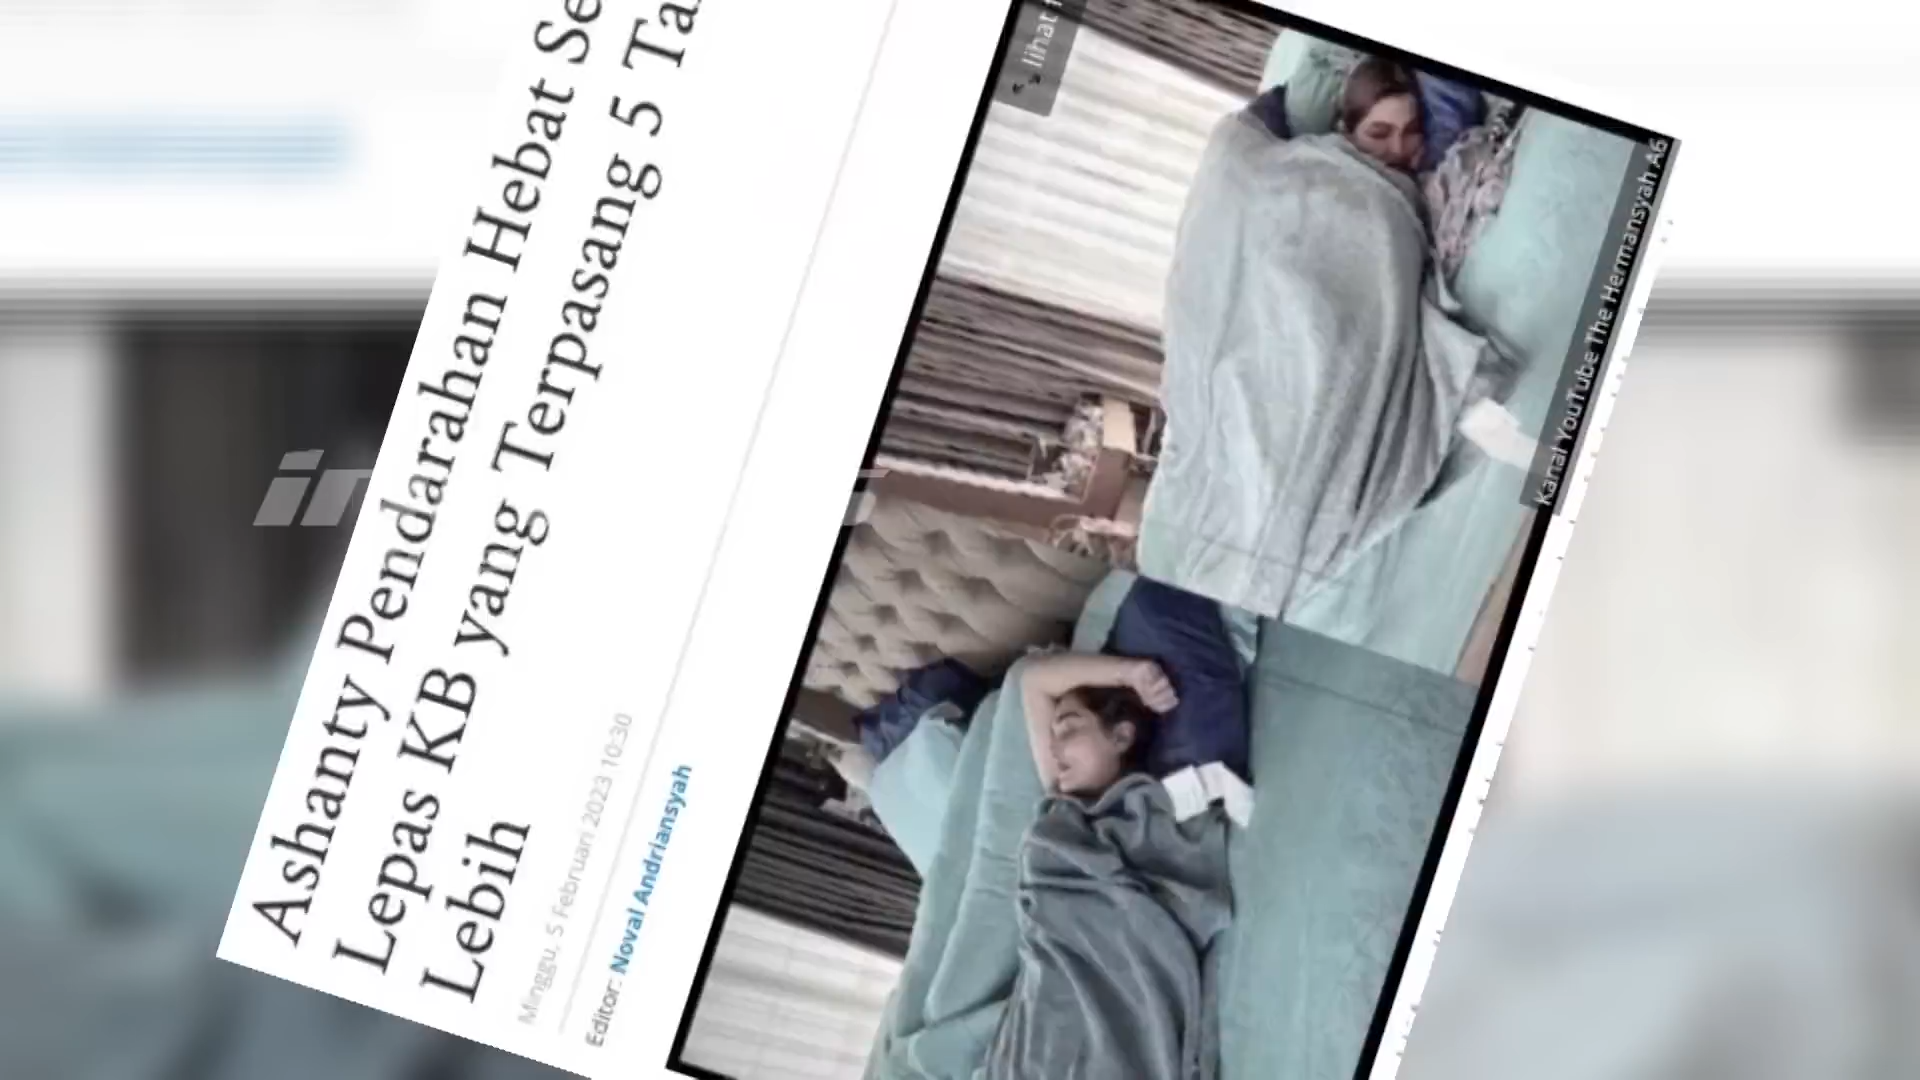 Ashanty Pendarahan Hebat Se
Lepas KB yang Terpasang 5 Ta
Lebih
Minggu, 5 Februari 2023 10:30
Editor: Noval Andriansyah
lihat
Kanal YouTube The Hermansyah A6